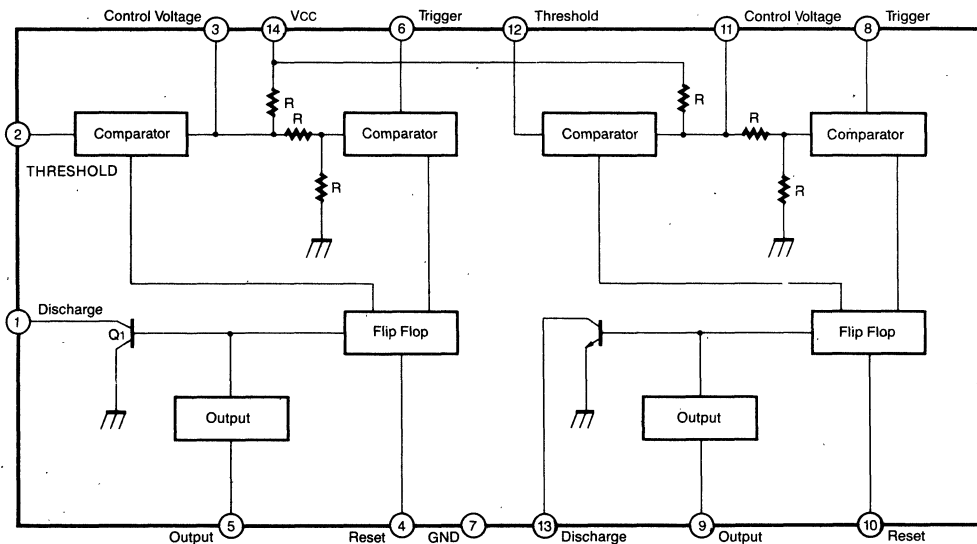 Control Voltage VCC Trigger Threshold Control Voltage Trigger
3 14 6 12 11 8
R R
R R
2 Comparator Comparator Comparator Comparator
THRESHOLD
R R
Discharge
1 Q1 Flip Flop Flip Flop
Output Output
5 4 7 13 9 10
Output Reset GND Discharge Output Reset